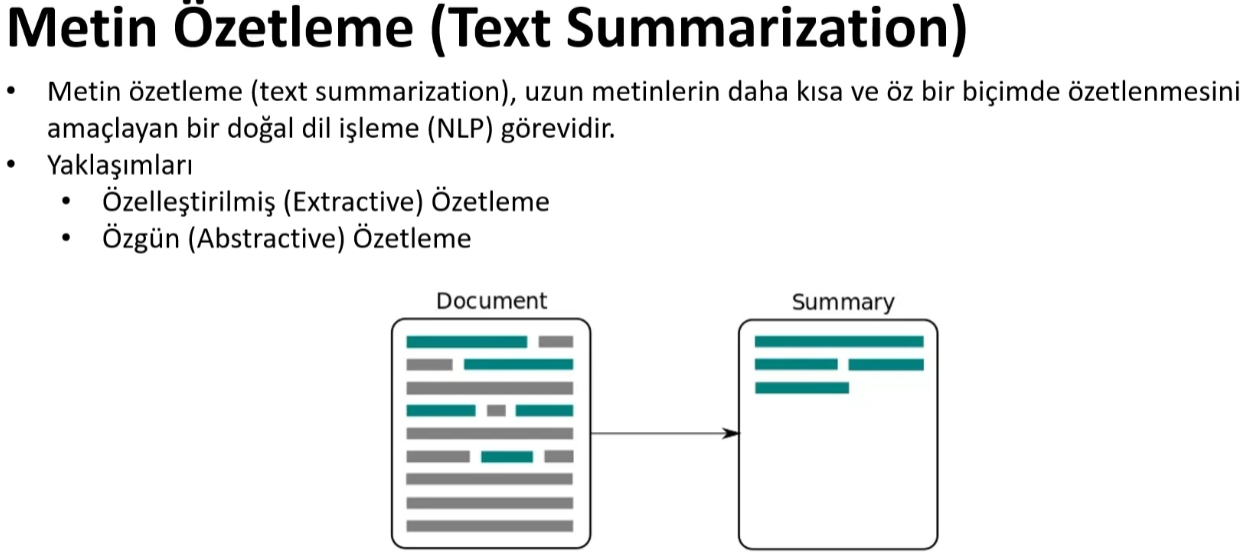 Metin Özetleme (Text Summarization)
• Metin özetleme (text summarization), uzun metinlerin daha kısa ve öz bir biçimde özetlenmesini
amaçlayan bir doğal dil işleme (NLP) görevidir.
• Yaklaşımları
• Özelleştirilmiş (Extractive) Özetleme
• Özgün (Abstractive) Özetleme
Document
Summary